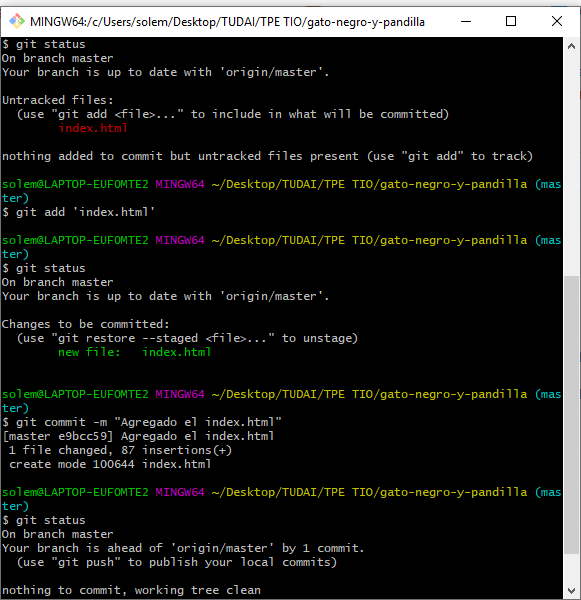 MINGW64:/c/Users/solem/Desktop/TUDAI/TPE TIO/gato-negro-y-pandilla
$ git status
On branch master
Your branch is up to date with 'origin/master'.
Untracked files:
  (use "git add <file>..." to include in what will be committed)
        index.html
nothing added to commit but untracked files present (use "git add" to track)
solem@LAPTOP-EUFOMTE2 MINGW64 ~/Desktop/TUDAI/TPE TIO/gato-negro-y-pandilla (mas
ter)
$ git add 'index.html'
solem@LAPTOP-EUFOMTE2 MINGW64 ~/Desktop/TUDAI/TPE TIO/gato-negro-y-pandilla (mas
ter)
$ git status
On branch master
Your branch is up to date with 'origin/master'.
Changes to be committed:
  (use "git restore --staged <file>..." to unstage)
        new file:   index.html
solem@LAPTOP-EUFOMTE2 MINGW64 ~/Desktop/TUDAI/TPE TIO/gato-negro-y-pandilla (mas
ter)
$ git commit -m "Agregado el index.html"
[master e9bcc59] Agregado el index.html
 1 file changed, 87 insertions(+)
 create mode 100644 index.html
solem@LAPTOP-EUFOMTE2 MINGW64 ~/Desktop/TUDAI/TPE TIO/gato-negro-y-pandilla (mas
ter)
$ git status
On branch master
Your branch is ahead of 'origin/master' by 1 commit.
  (use "git push" to publish your local commits)
nothing to commit, working tree clean